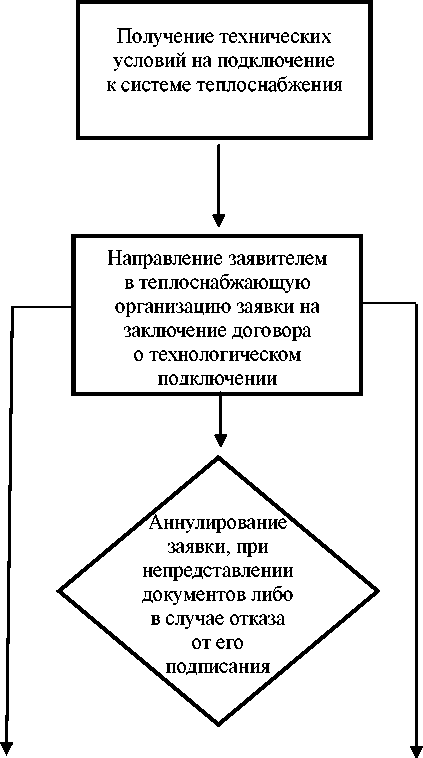 Получение технических
условий на подключение
к системе теплоснабжения
Направление заявителем
в теплоснабжающую
организацию заявки на
заключение договора
о технологическом
подключении
Аннулирование
заявки, при
непредставлении
документов либо
в случае отказа
от его
подписания